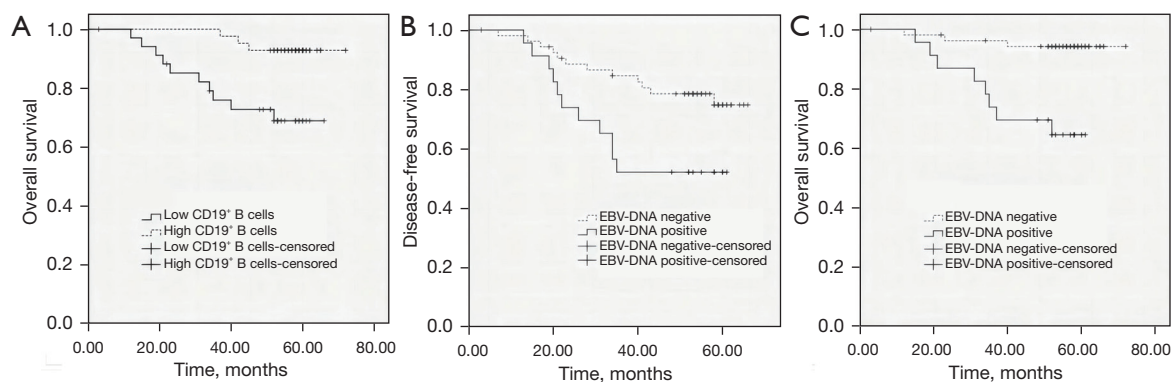 A
Overall survival
1.0
0.8
0.6
0.4
0.2
0.0
Low CD19⁺ B cells
High CD19⁺ B cells
Low CD19⁺ B cells-censored
High CD19⁺ B cells-censored
0.00 20.00 40.00 60.00 80.00
Time, months
B
Disease-free survival
1.0
0.8
0.6
0.4
0.2
0.0
EBV-DNA negative
EBV-DNA positive
EBV-DNA negative-censored
EBV-DNA positive-censored
0.00 20.00 40.00 60.00
Time, months
C
Overall survival
1.0
0.8
0.6
0.4
0.2
0.0
EBV-DNA negative
EBV-DNA positive
EBV-DNA negative-censored
EBV-DNA positive-censored
0.00 20.00 40.00 60.00 80.00
Time, months